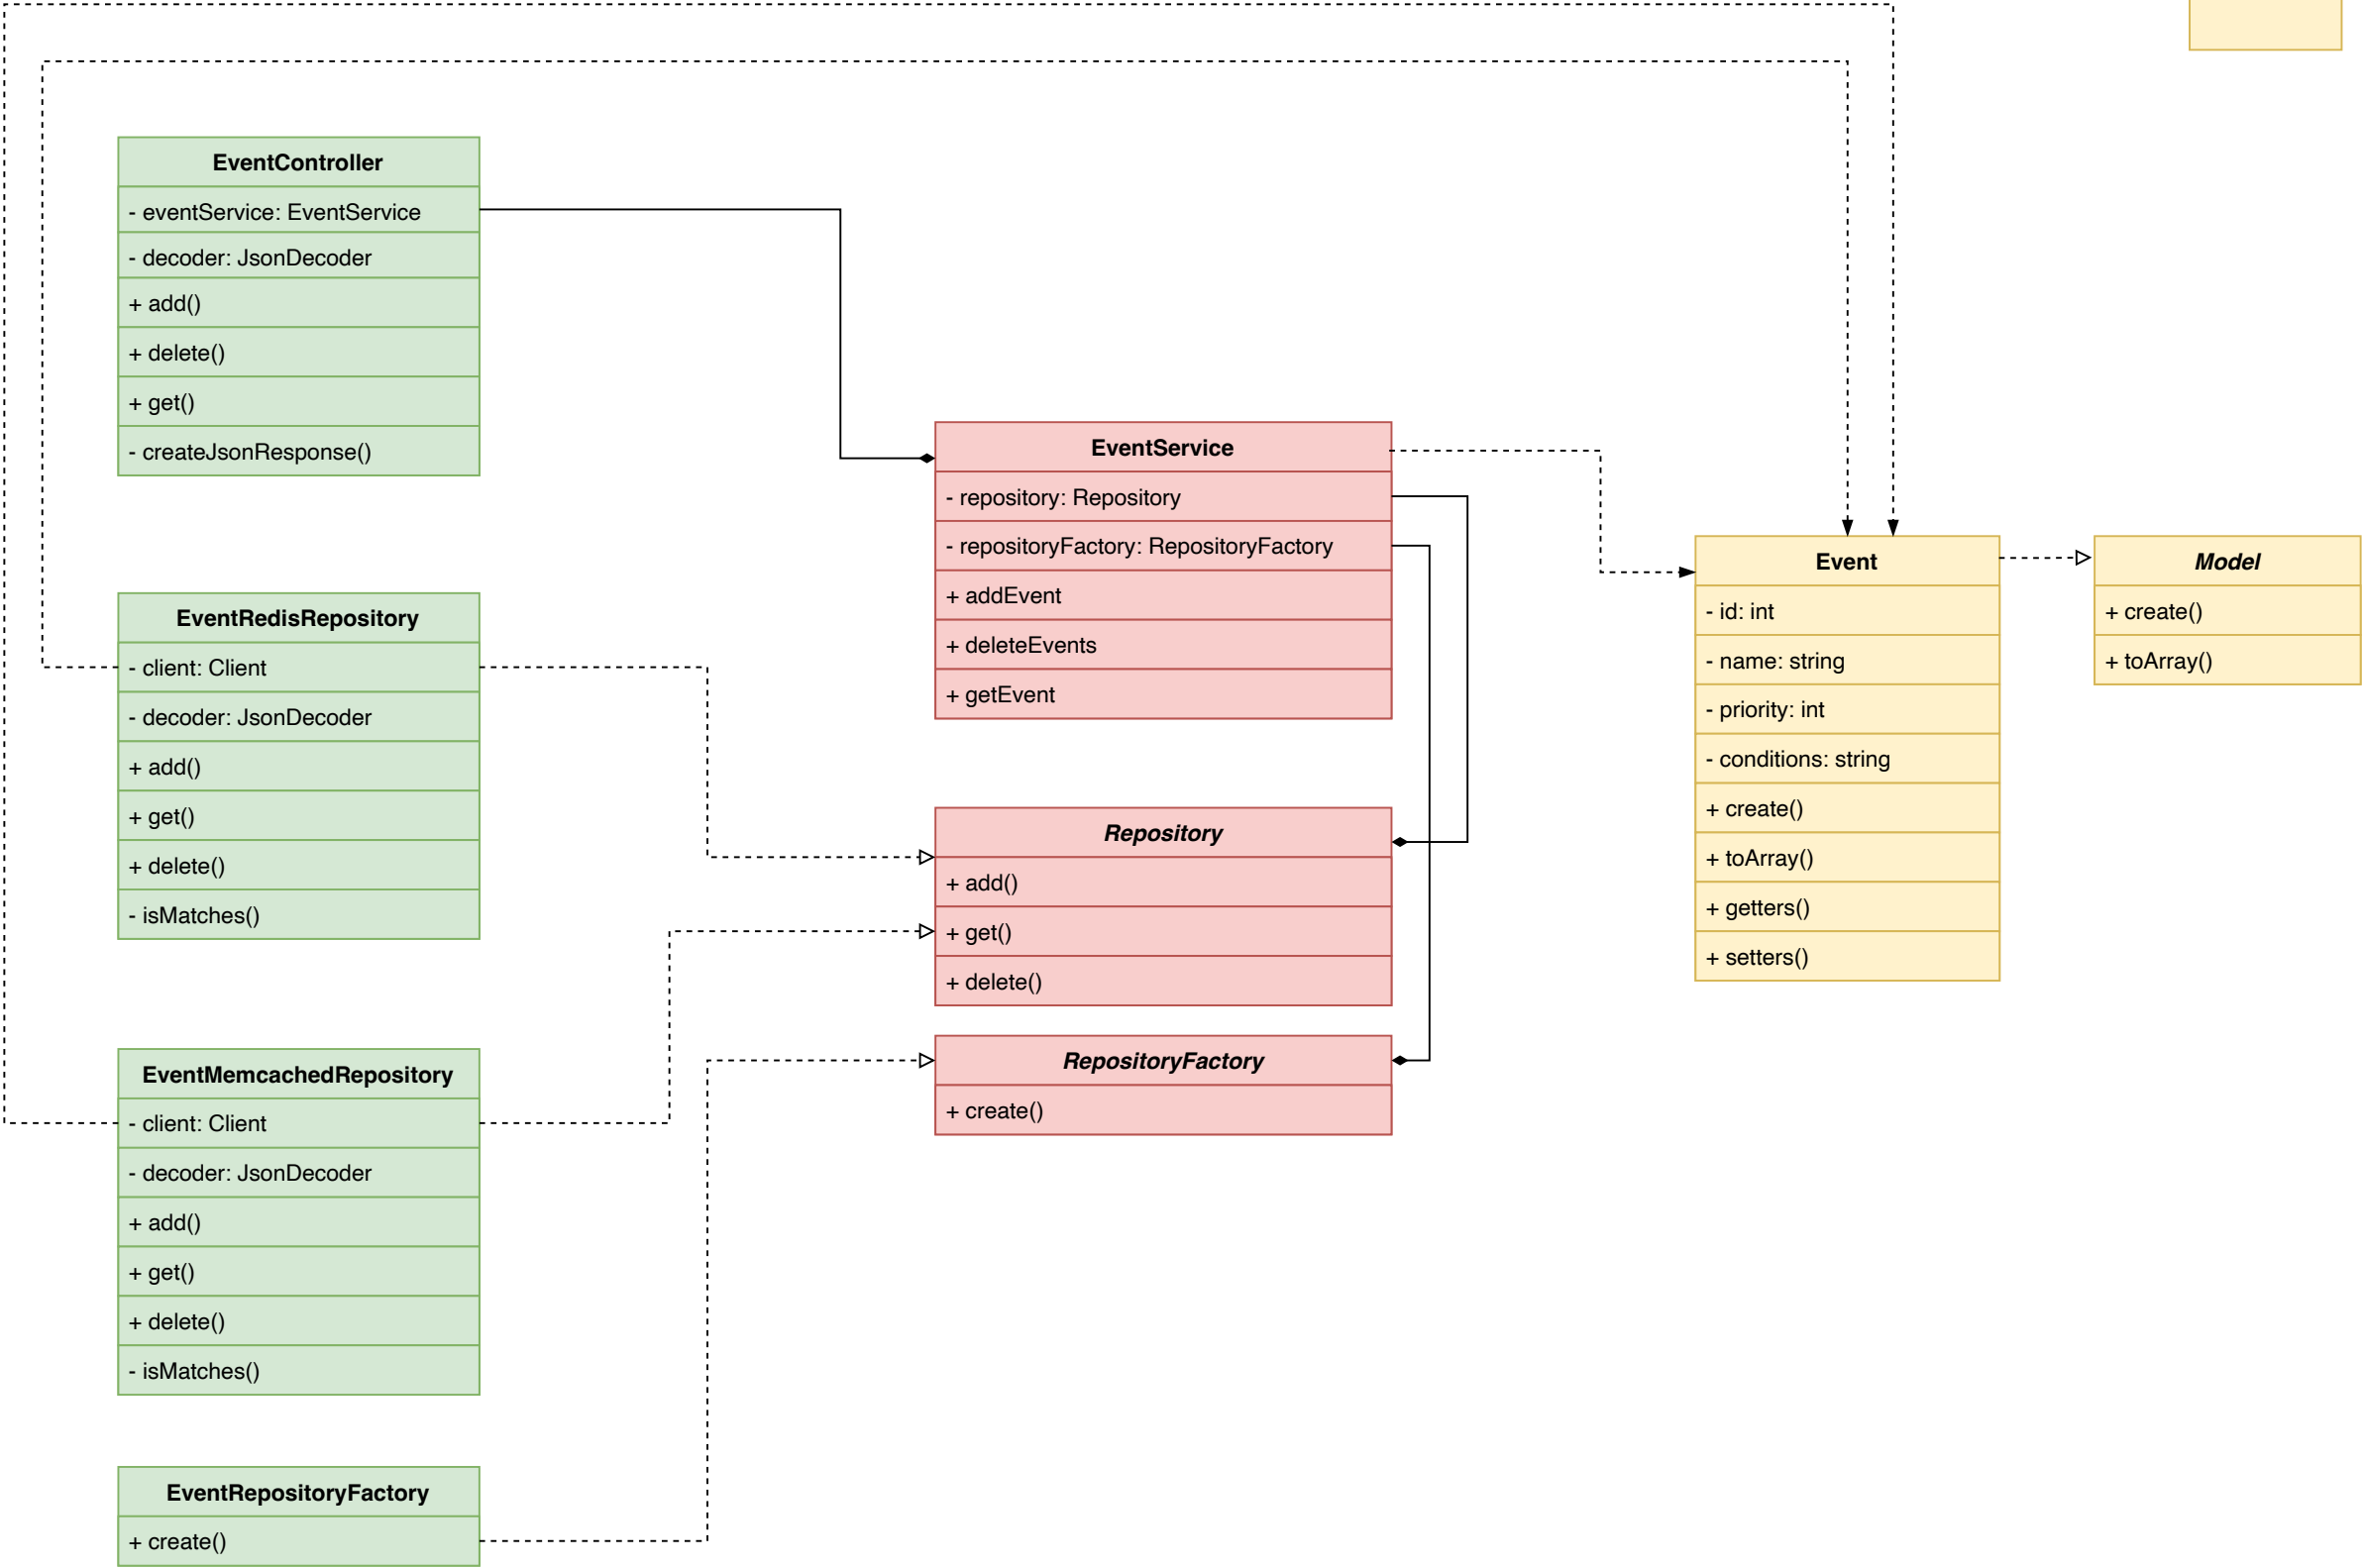 EventController
- eventService: EventService
- decoder: JsonDecoder
+ add()
+ delete()
+ get()
- createJsonResponse()
EventRedisRepository
- client: Client
- decoder: JsonDecoder
+ add()
+ get()
+ delete()
- isMatches()
EventMemcachedRepository
- client: Client
- decoder: JsonDecoder
+ add()
+ get()
+ delete()
- isMatches()
EventRepositoryFactory
+ create()
EventService
- repository: Repository
- repositoryFactory: RepositoryFactory
+ addEvent
+ deleteEvents
+ getEvent
Repository
+ add()
+ get()
+ delete()
RepositoryFactory
+ create()
Event
- id: int
- name: string
- priority: int
- conditions: string
+ create()
+ toArray()
+ getters()
+ setters()
Model
+ create()
+ toArray()